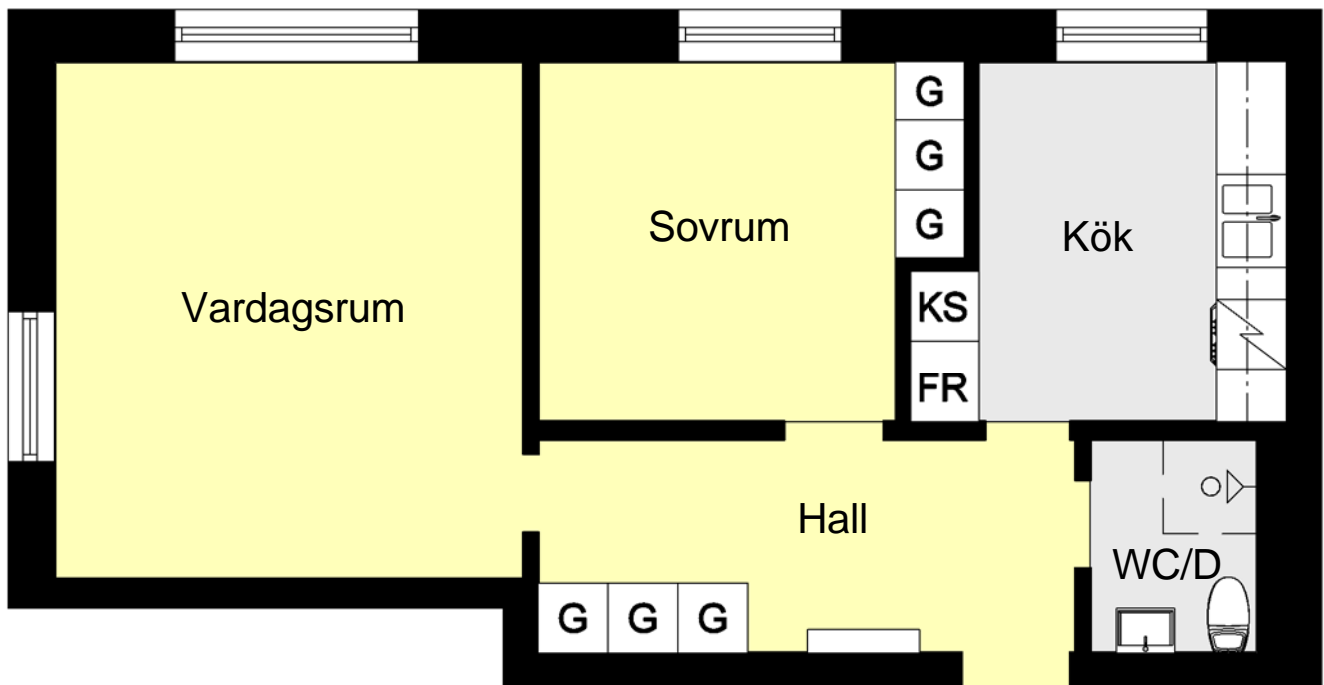 G
G
G
Sovrum
Kök
Vardagsrum
KS
FR
Hall
WC/D
G G G